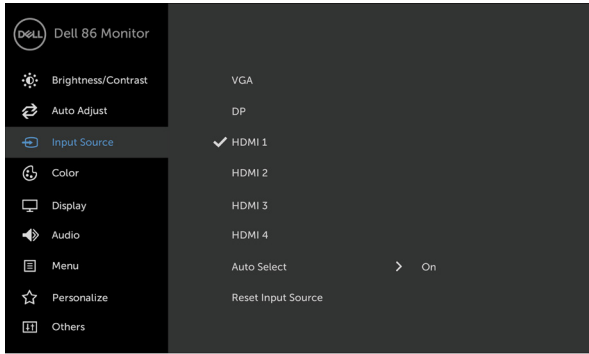 DELL Dell 86 Monitor
Brightness/Contrast
VGA
Auto Adjust
DP
Input Source
HDMI 1
Color
HDMI 2
Display
HDMI 3
Audio
HDMI 4
Menu
Auto Select On
Personalize
Reset Input Source
Others